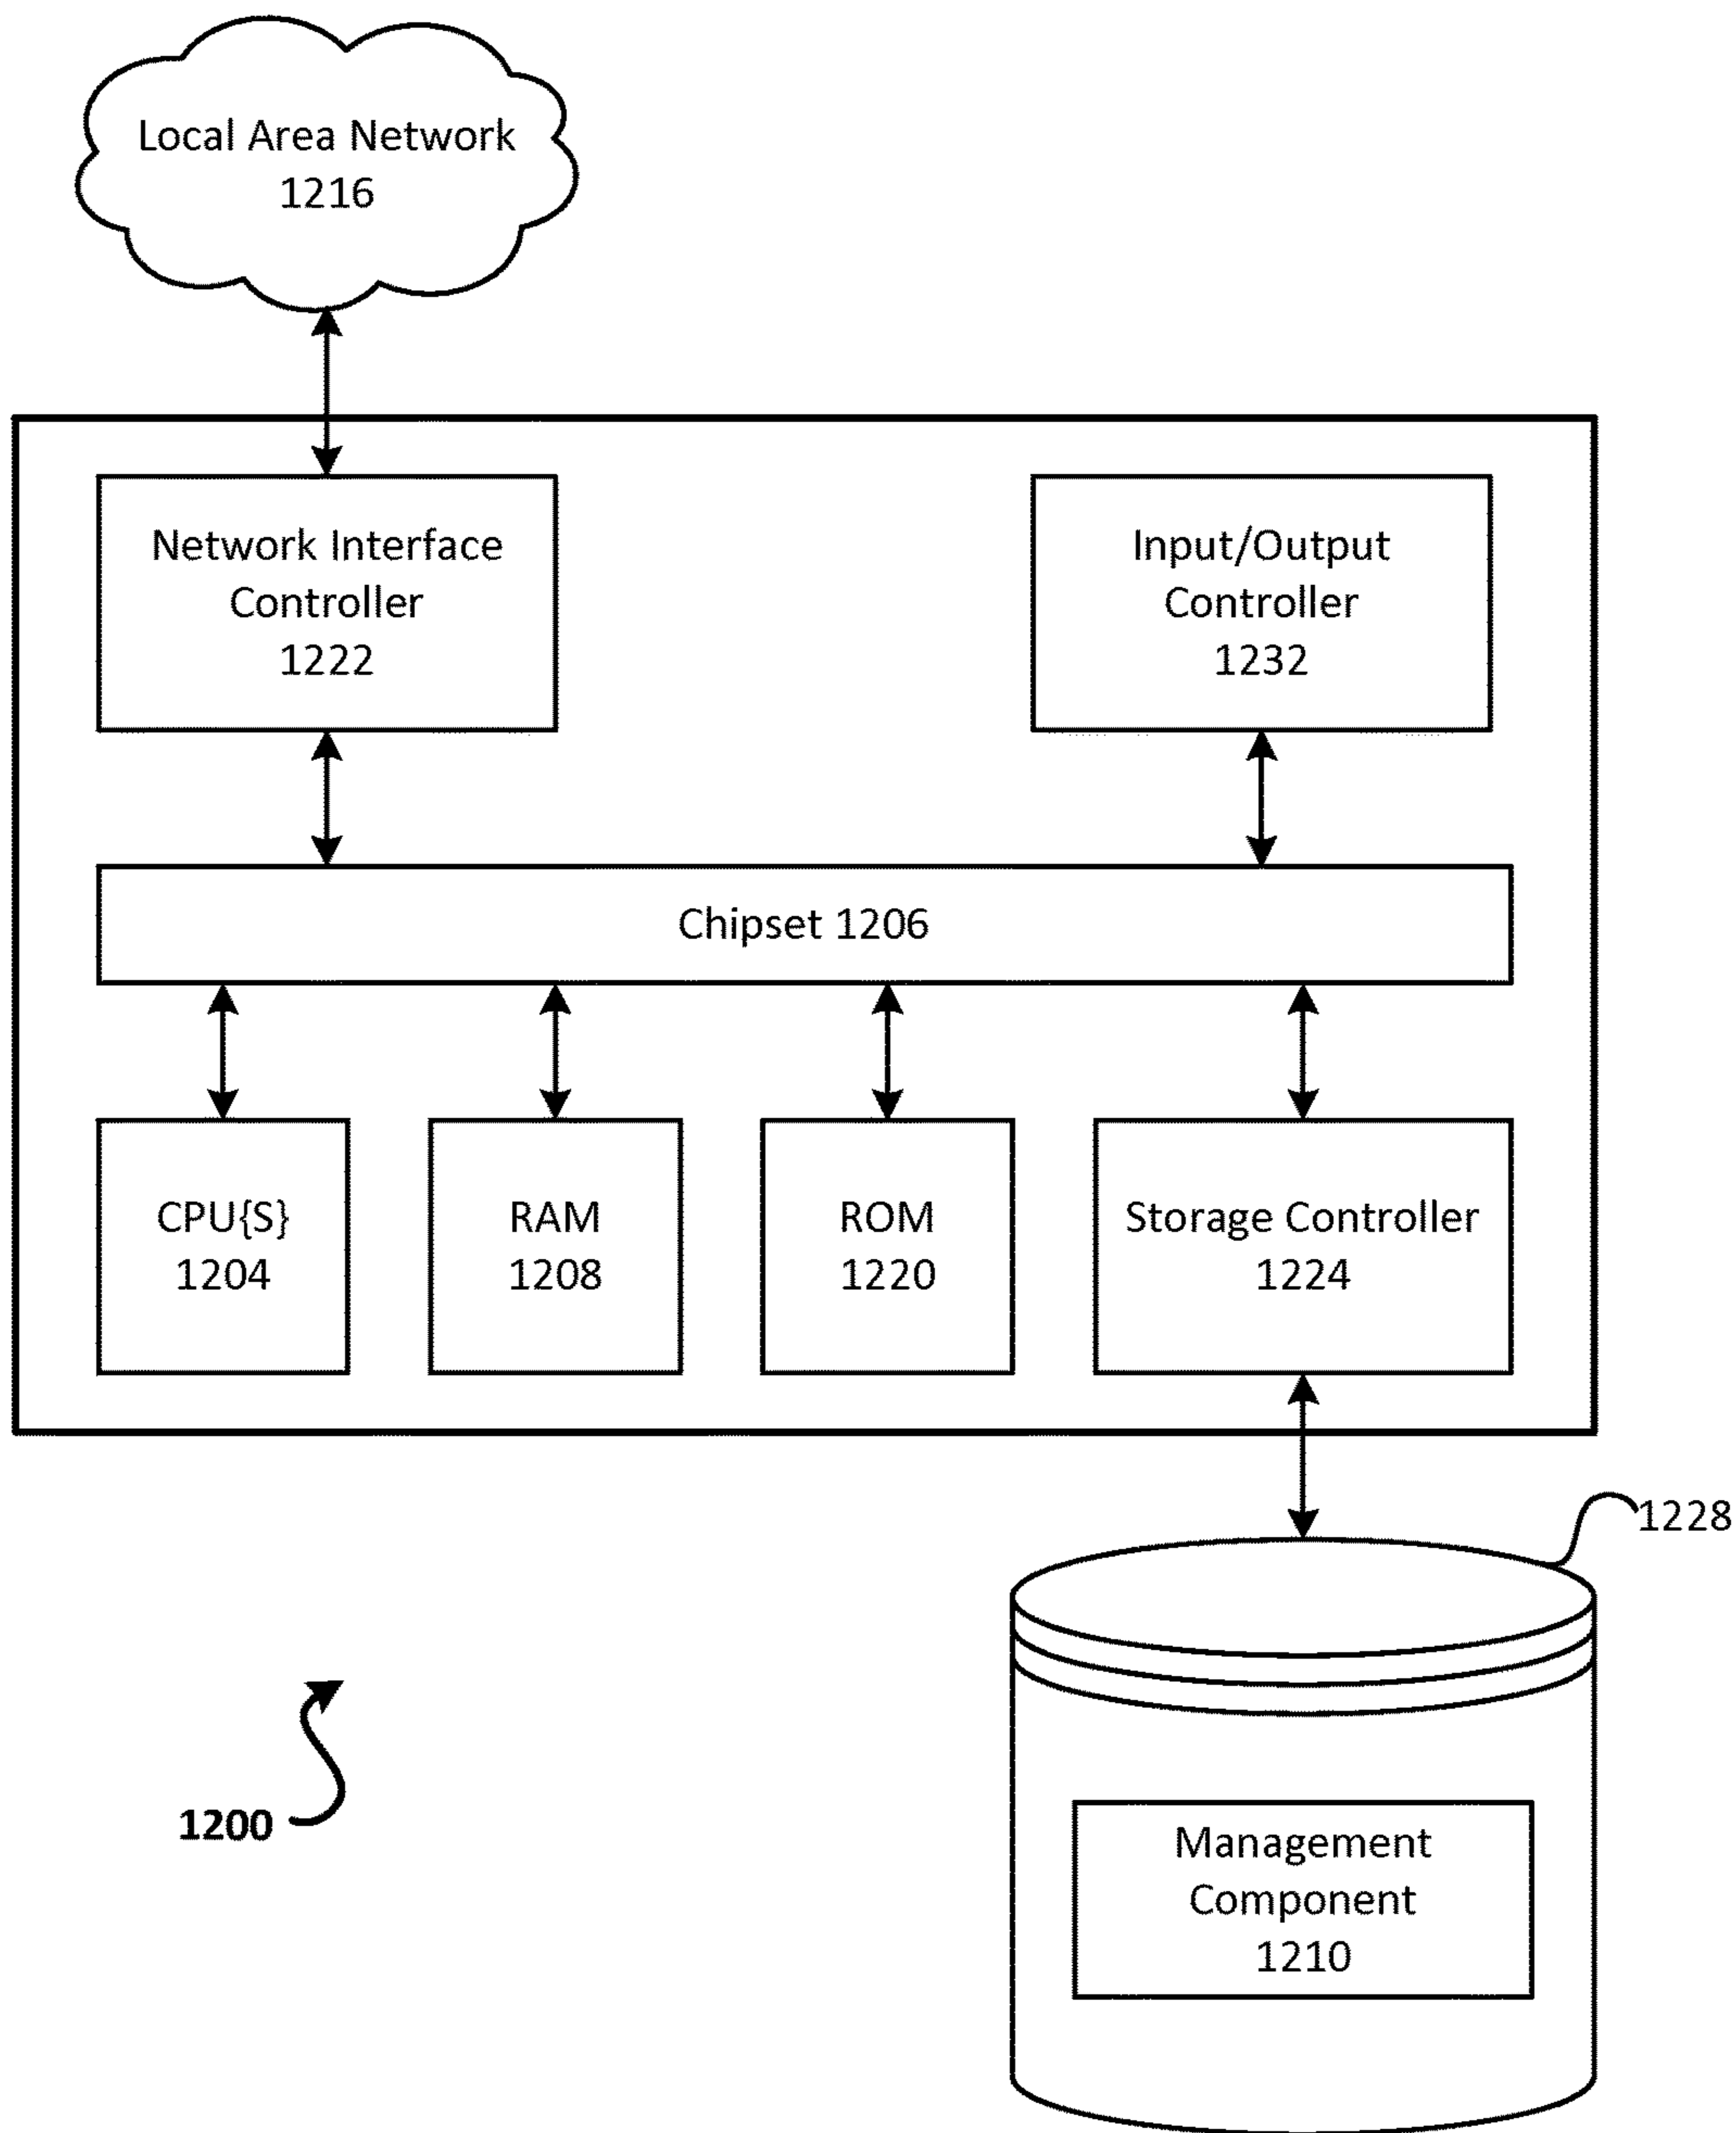 Local Area Network
1216
Network Interface
Controller
1222
Input/Output
Controller
1232
Chipset 1206
CPU{S}
1204
RAM
1208
ROM
1220
Storage Controller
1224
1228
1200
Management
Component
1210